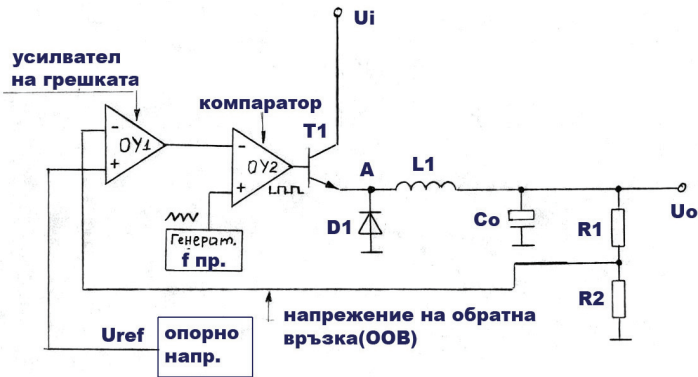 Ui
усилвател
на грешката
компаратор
T1
ОУ1
ОУ2
A
L1
Uo
D1
Co
R1
Генерат.
f пр.
R2
напрежение на обратна
връзка(ООВ)
Uref
опорно
напр.